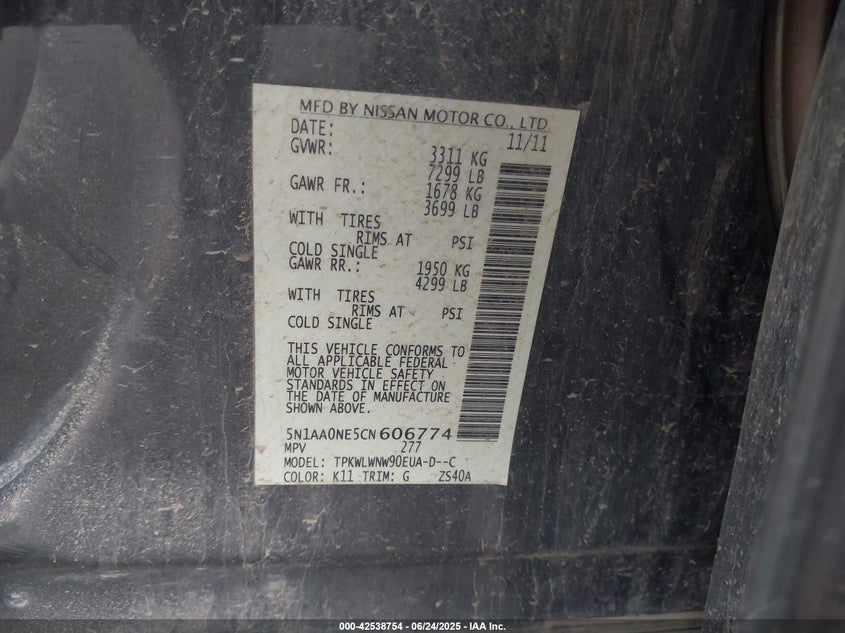 MFD BY NISSAN MOTOR CO., LTD.
DATE: 11/11
GVWR: 3311 KG
7299 LB
GAWR FR.: 1678 KG
3699 LB
WITH TIRES
RIMS AT PSI
COLD SINGLE
GAWR RR.: 1950 KG
4299 LB
WITH TIRES
RIMS AT PSI
COLD SINGLE
THIS VEHICLE CONFORMS TO
ALL APPLICABLE FEDERAL
MOTOR VEHICLE SAFETY
STANDARDS IN EFFECT ON
THE DATE OF MANUFACTURE
SHOWN ABOVE.
5N1AA0NE5CN606774
MPV 277
MODEL: TPKWLWNW90EUA-D--C
COLOR: K11 TRIM: G ZS40A
000-42538754 - 06/24/2025 - IAA Inc.